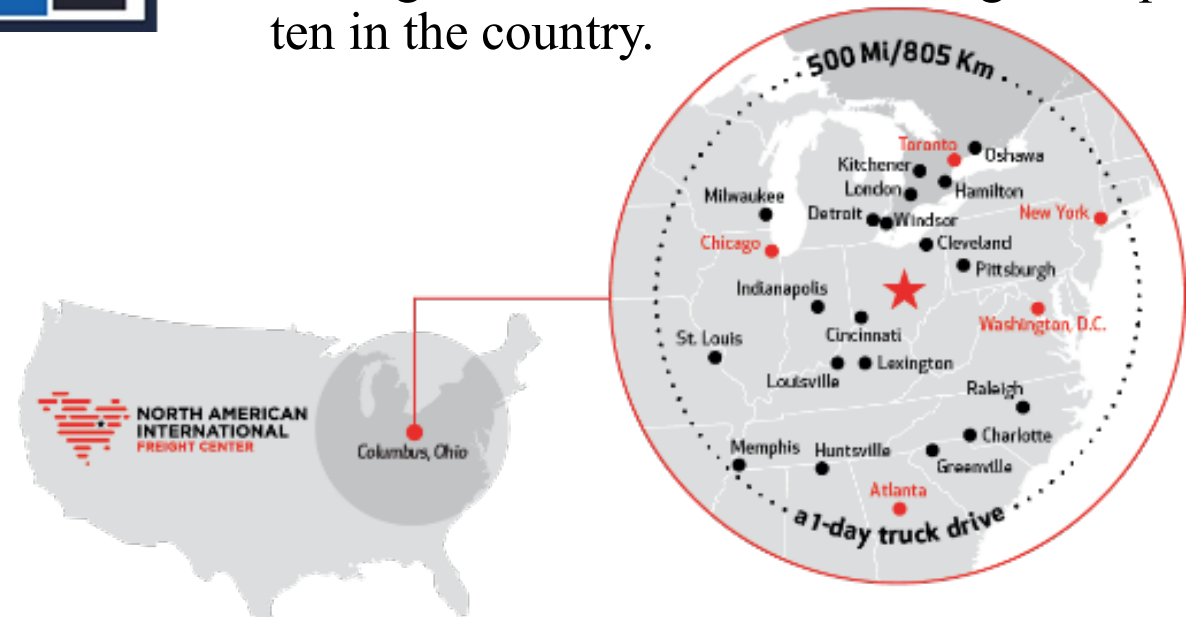 ten in the country.
500 Mi/805 Km
Toronto
Oshawa
Kitchener
London
Hamilton
Milwaukee
Detroit
Windsor
New York
Chicago
Cleveland
Pittsburgh
Indianapolis
Cincinnati
Washington, D.C.
St. Louis
Louisville
Lexington
Raleigh
Charlotte
Memphis
Huntsville
Greenville
Atlanta
a 1-day truck drive
NORTH AMERICAN
INTERNATIONAL
FREIGHT CENTER
Columbus, Ohio